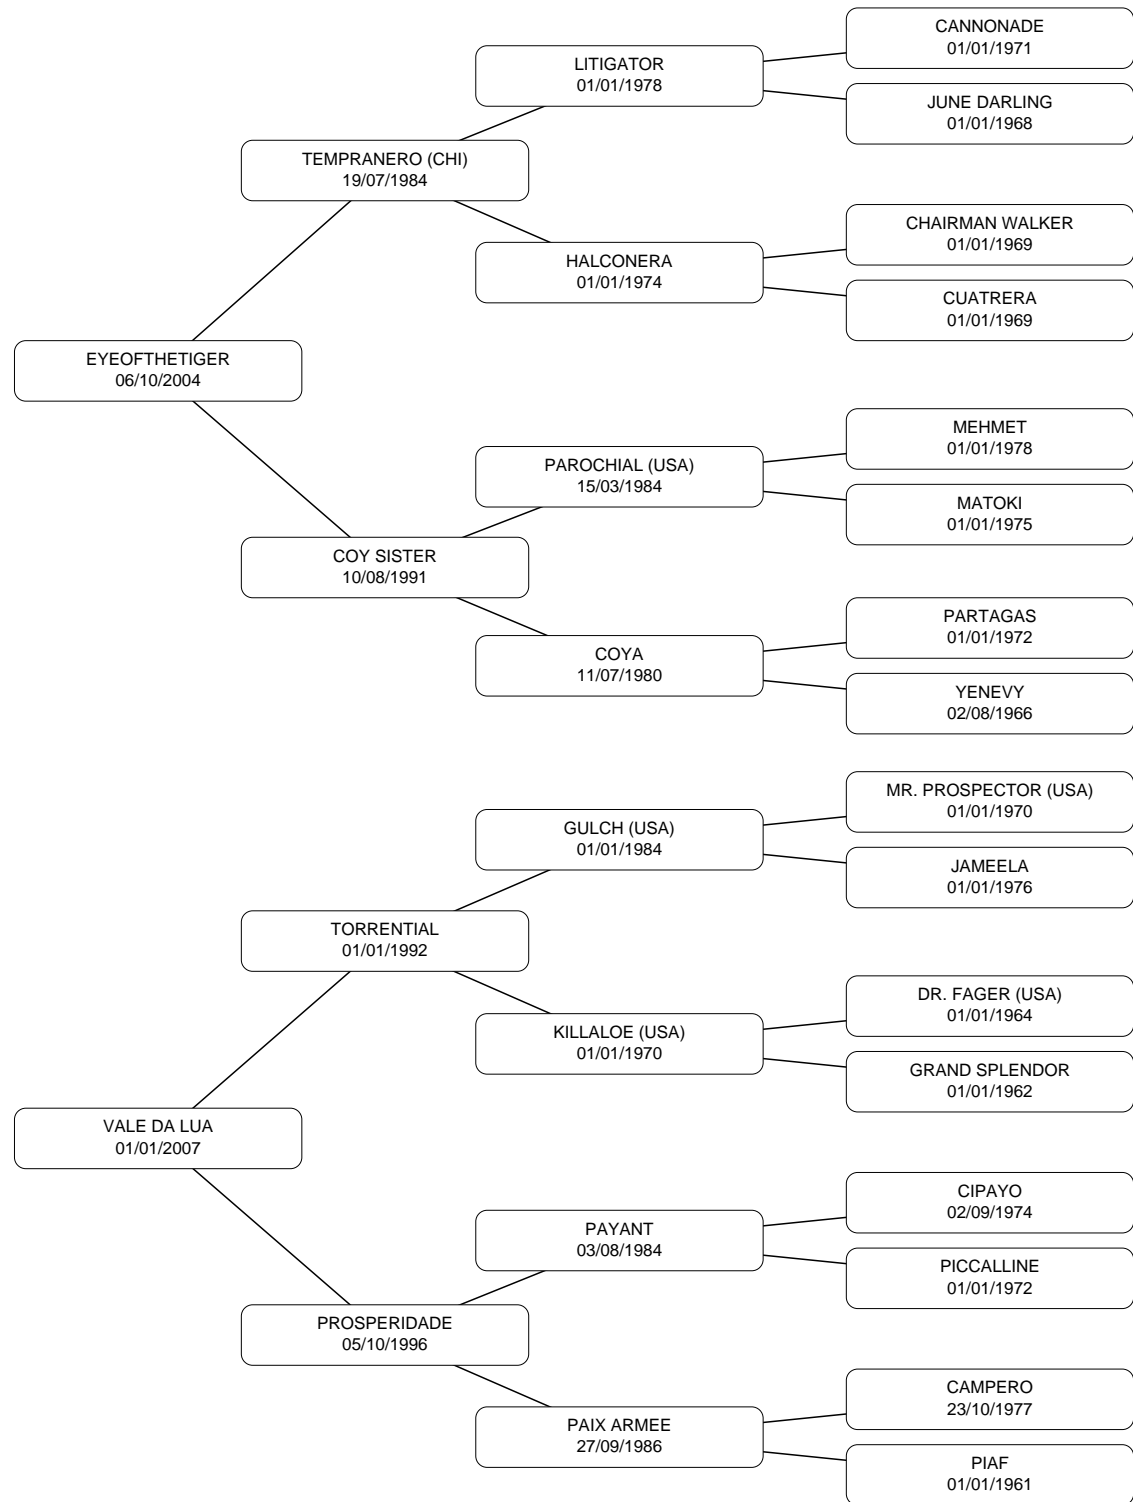 CANNONADE
01/01/1971
LITIGATOR
01/01/1978
JUNE DARLING
01/01/1968
TEMPRANERO (CHI)
19/07/1984
CHAIRMAN WALKER
01/01/1969
HALCONERA
01/01/1974
CUATRERA
01/01/1969
EYEOFTHETIGER
06/10/2004
MEHMET
01/01/1978
PAROCHIAL (USA)
15/03/1984
MATOKI
01/01/1975
COY SISTER
10/08/1991
PARTAGAS
01/01/1972
COYA
11/07/1980
YENEVY
02/08/1966
MR. PROSPECTOR (USA)
01/01/1970
GULCH (USA)
01/01/1984
JAMEELA
01/01/1976
TORRENTIAL
01/01/1992
DR. FAGER (USA)
01/01/1964
KILLALOE (USA)
01/01/1970
GRAND SPLENDOR
01/01/1962
VALE DA LUA
01/01/2007
CIPAYO
02/09/1974
PAYANT
03/08/1984
PICCALLINE
01/01/1972
PROSPERIDADE
05/10/1996
CAMPERO
23/10/1977
PAIX ARMEE
27/09/1986
PIAF
01/01/1961